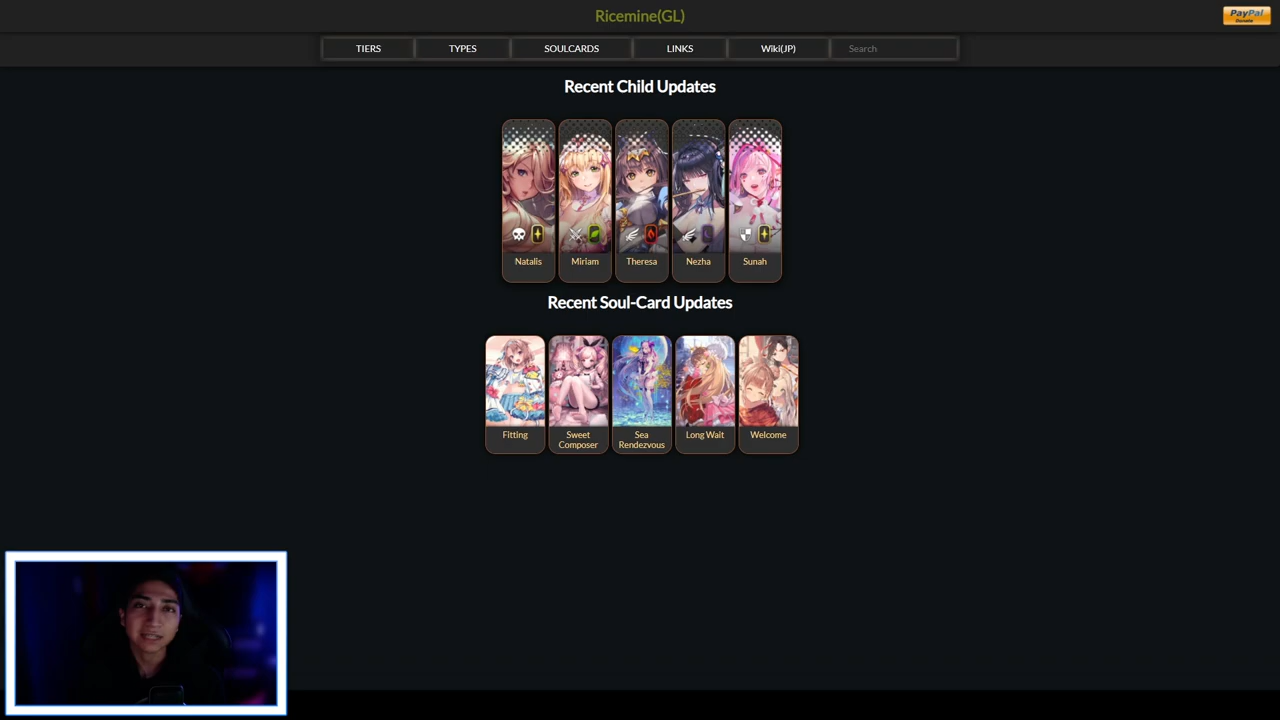 Ricemine(GL)
PayPal
Donate
TIERS
TYPES
SOULCARDS
LINKS
Wiki(JP)
Search
Recent Child Updates
Natalis
Miriam
Theresa
Nezha
Sunah
Recent Soul-Card Updates
Fitting
Sweet
Composer
Sea
Rendezvous
Long Wait
Welcome